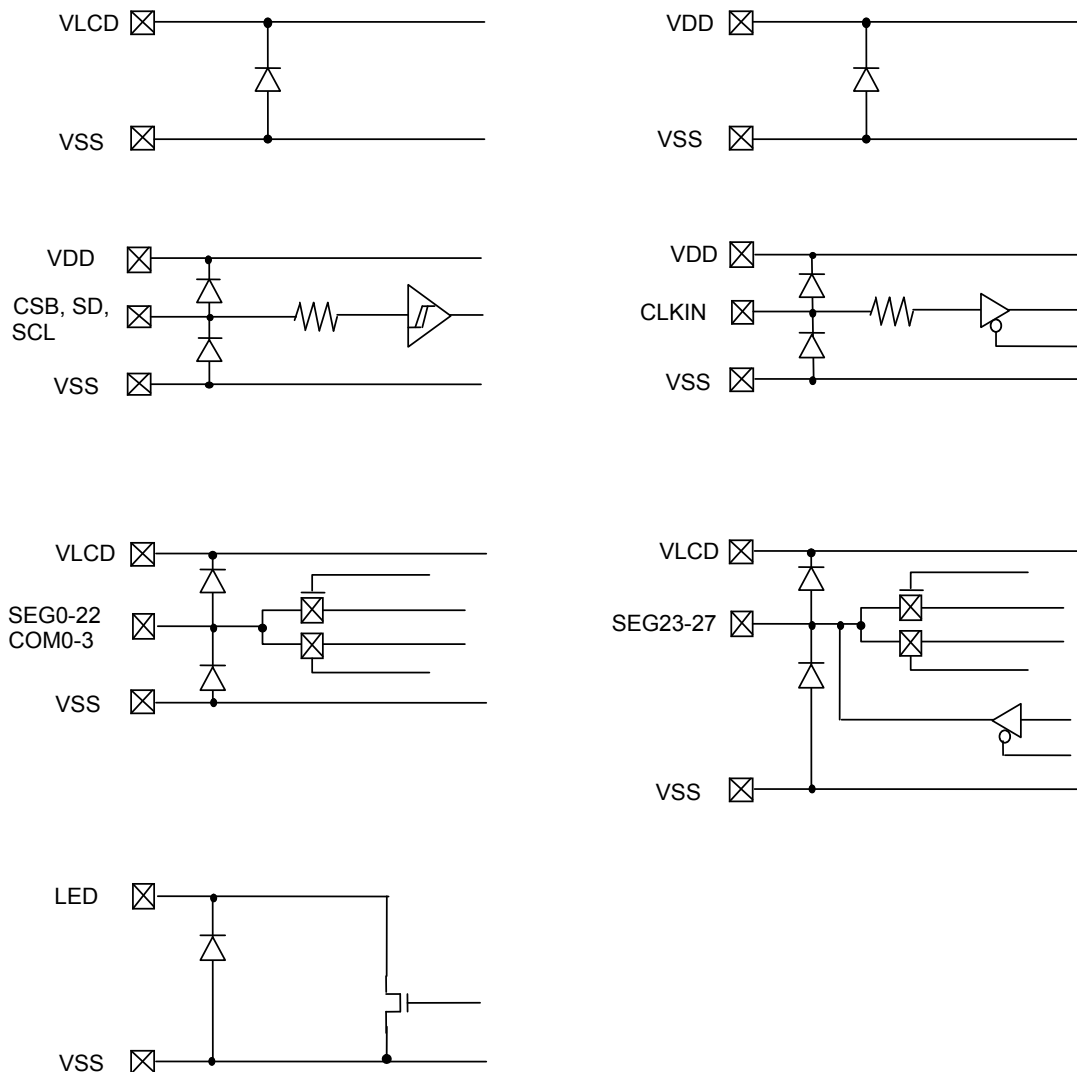 VLCD
VSS
VDD
VSS
VDD
CSB, SD,
SCL
VSS
VDD
CLKIN
VSS
VLCD
SEG0-22
COM0-3
VSS
VLCD
SEG23-27
VSS
LED
VSS